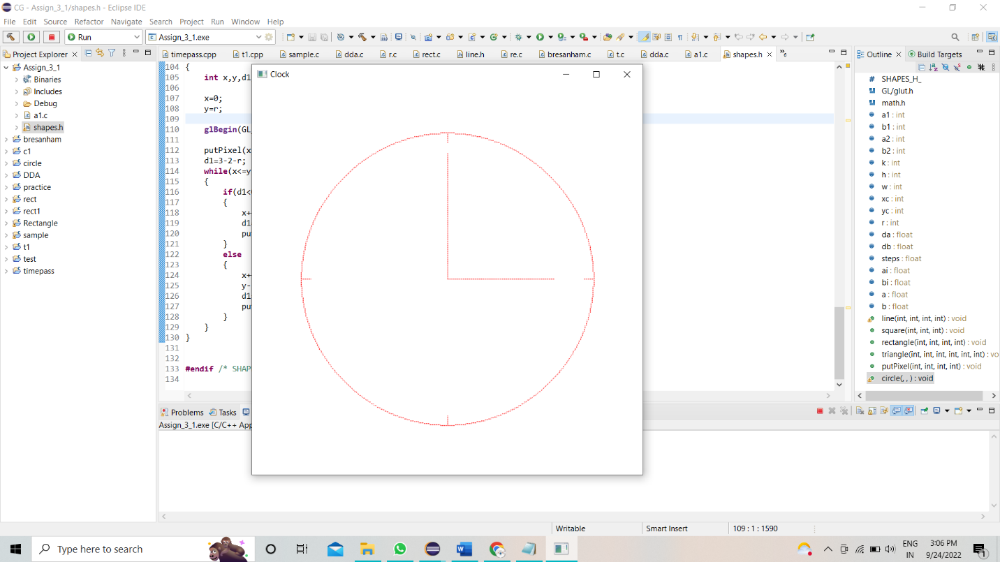 CG - Assign_3_1/shapes.h - Eclipse IDE
File Edit Source Refactor Navigate Search Project Run Window Help
Run
Assign_3_1.exe
Project Explorer
Assign_3_1
Binaries
Includes
Debug
a1.c
shapes.h
bresanham
c1
circle
DDA
practice
rect
rect1
Rectangle
sample
t1
test
timepass
timepass.cpp t1.cpp sample.c dda.c r.c rect.c line.h re.c bresanham.c t.c dda.c a1.c shapes.h »6
104 {
105 int x,y,d1
106
107 x=0;
108 y=r;
109
110 glBegin(GL_
111
112 putPixel(x
113 d1=3-2-r;
114 while(x<=y
115 {
116 if(d1<
117 {
118 x+
119 d1
120 pu
121 }
122 else
123 {
124 x+
125 y-
126 d1
127 pu
128 }
129 }
130 }
131
132
133 #endif /* SHAP
134
Clock
Outline Build Targets
# SHAPES_H_
GL/glut.h
math.h
a1 : int
b1 : int
a2 : int
b2 : int
k : int
h : int
w : int
xc : int
yc : int
r : int
da : float
db : float
steps : float
ai : float
bi : float
a : float
b : float
line(int, int, int, int) : void
square(int, int, int) : void
rectangle(int, int, int, int) : void
triangle(int, int, int, int, int, int) : vo
putPixel(int, int, int, int) : void
circle(, , ) : void
Problems Tasks
Assign_3_1.exe [C/C++ App
Writable Smart Insert 109 : 1 : 1590
Type here to search
ENG
IN
3:06 PM
9/24/2022
1